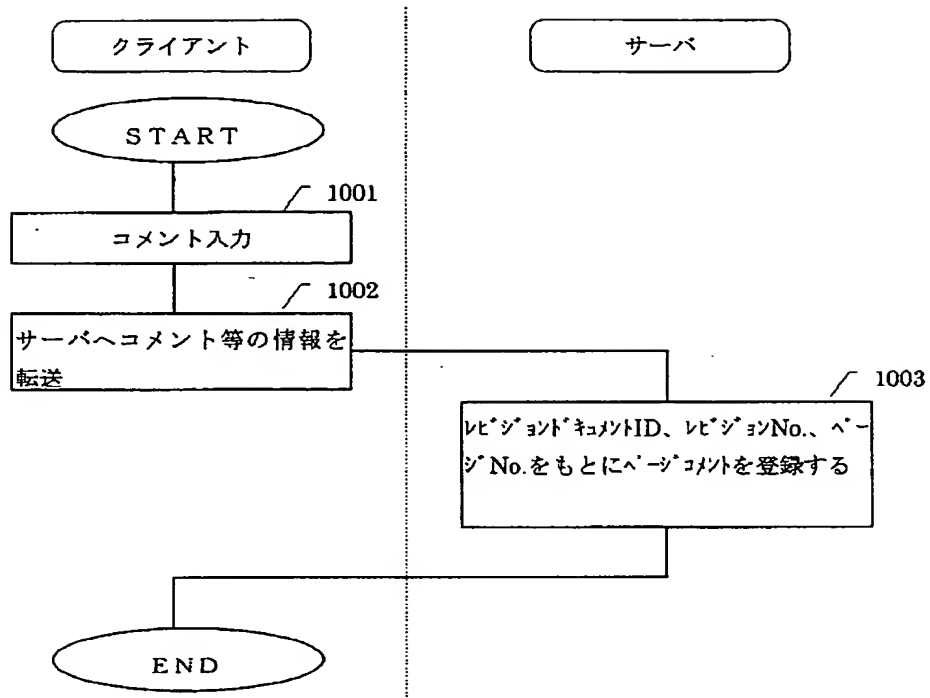 クライアント
サーバ
START
1001
コメント入力
1002
サーバへコメント等の情報を
転送
1003
ﾚﾋﾞｼﾞｮﾝﾄﾞｷｭﾒﾝﾄID、ﾚﾋﾞｼﾞｮﾝNo.、ﾍﾟｰ
ｼﾞNo.をもとにﾍﾟｰｼﾞｺﾒﾝﾄを登録する
END